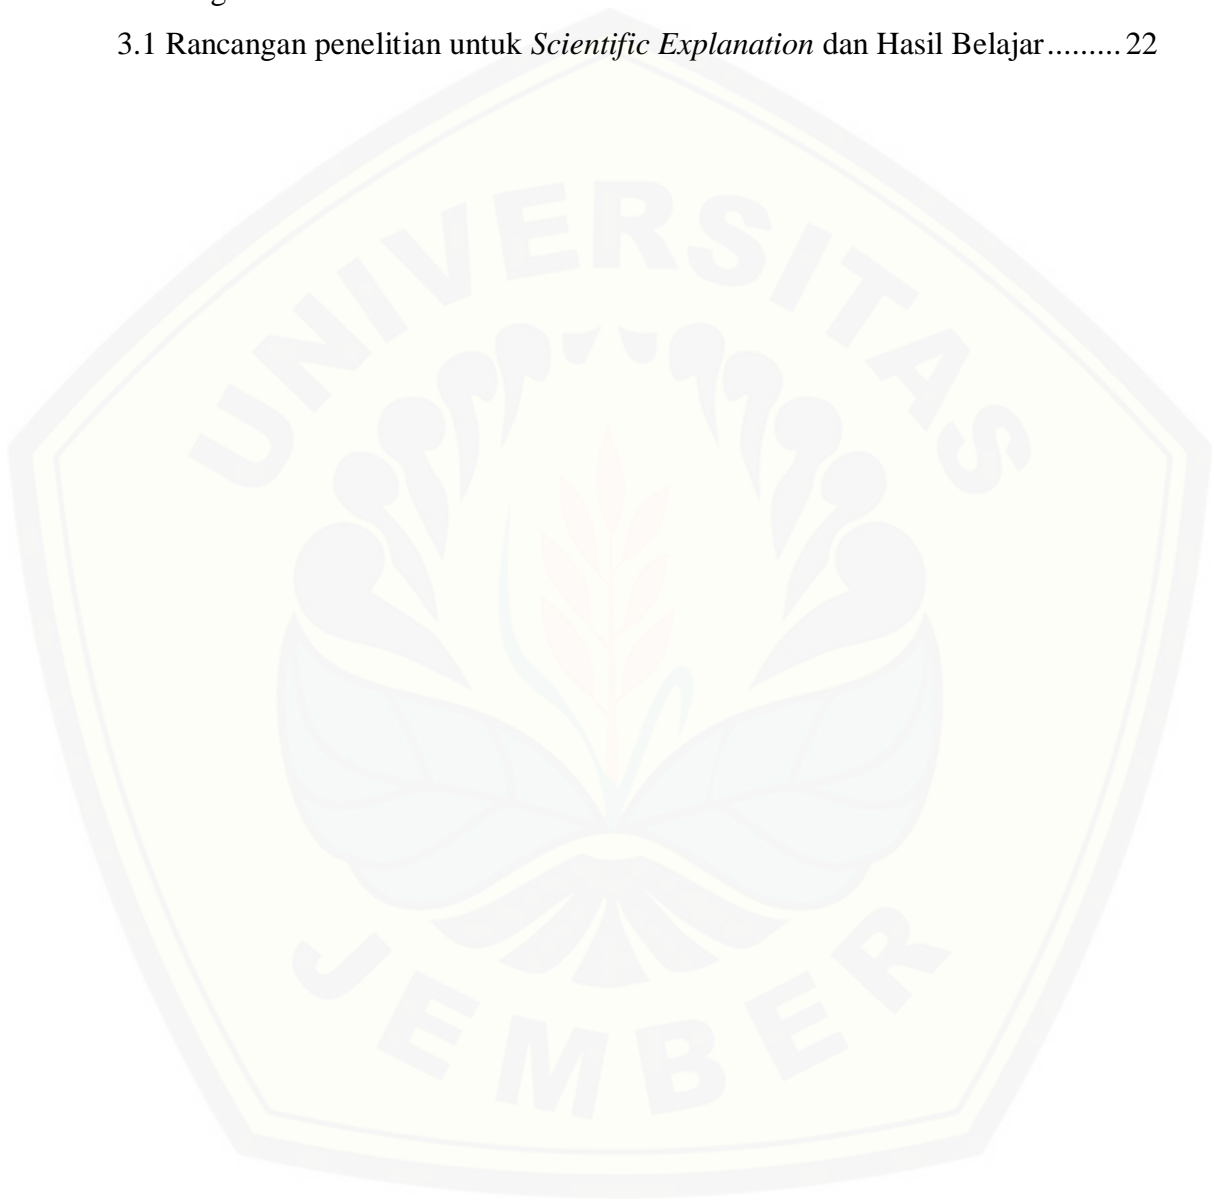 3.1 Rancangan penelitian untuk Scientific Explanation dan Hasil Belajar......... 22
UNIVERSITAS
JEMBER